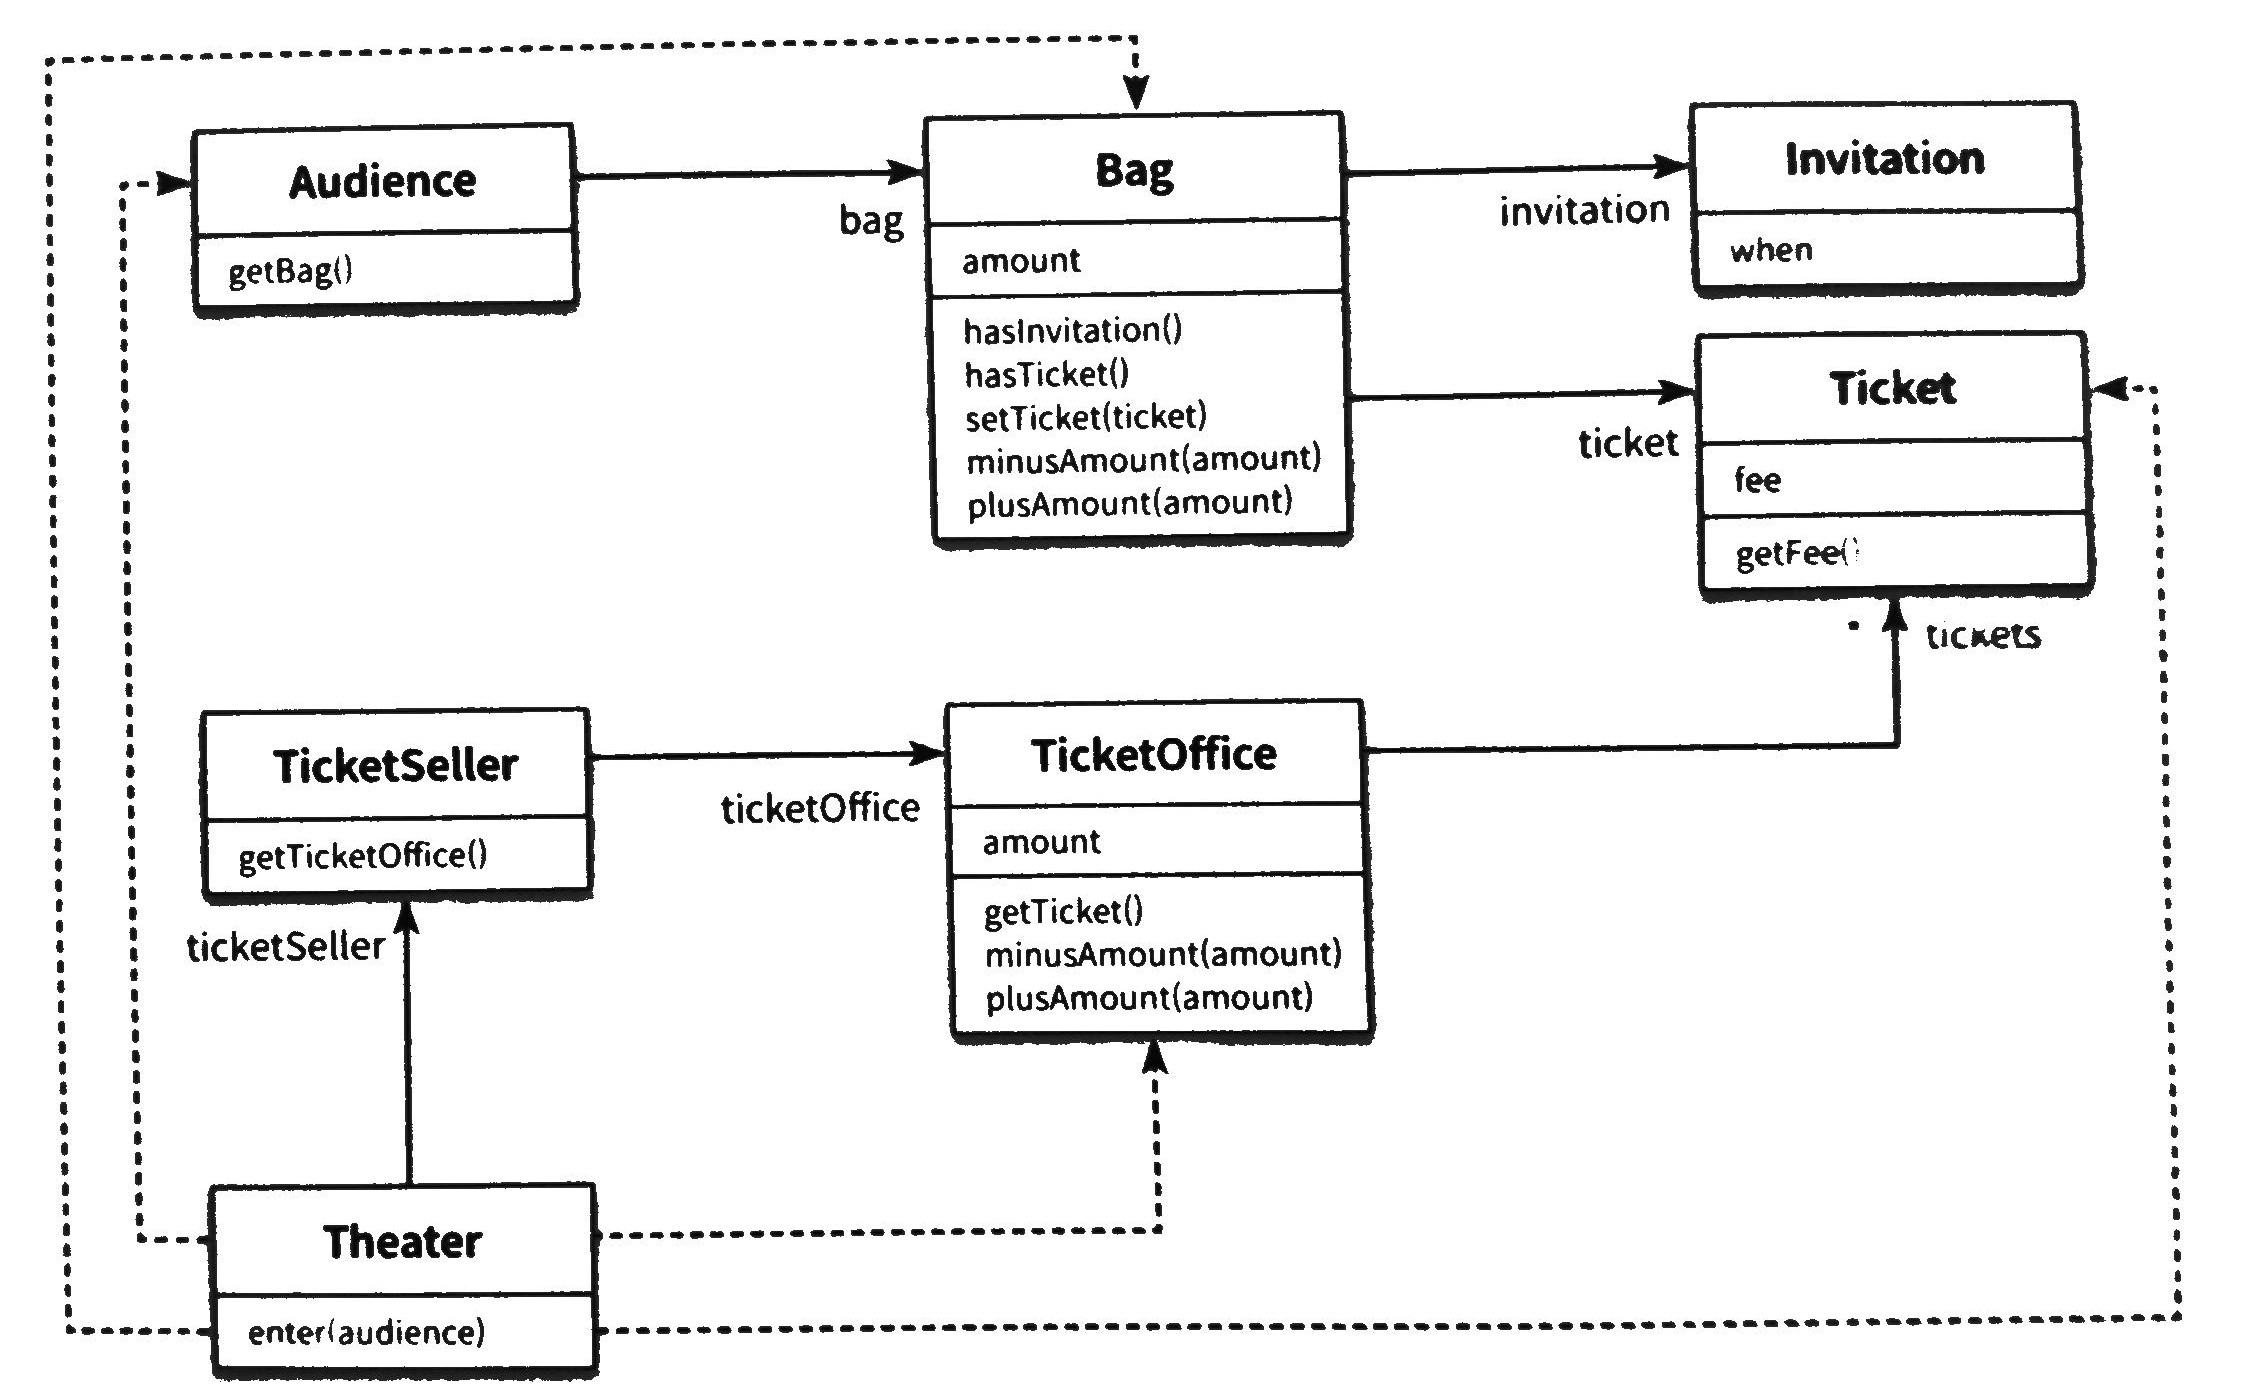 Audience
getBag()
bag
Bag
amount
hasInvitation()
hasTicket()
setTicket(ticket)
minusAmount(amount)
plusAmount(amount)
invitation
Invitation
when
ticket
Ticket
fee
getFee()
tickets
TicketSeller
getTicketOffice()
ticketOffice
TicketOffice
amount
getTicket()
minusAmount(amount)
plusAmount(amount)
ticketSeller
Theater
enter(audience)